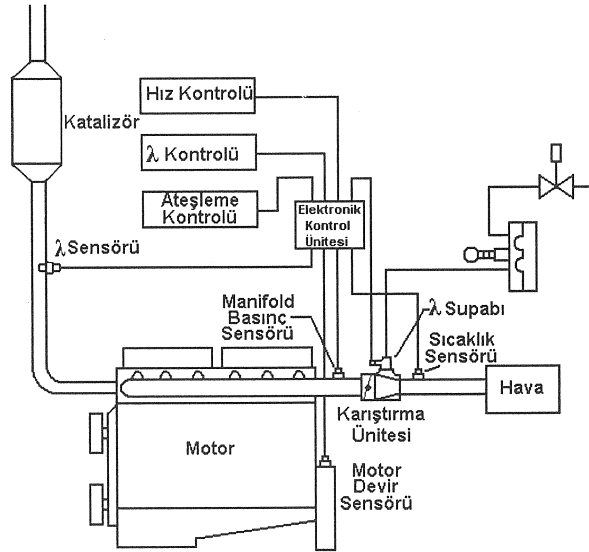 Hız Kontrolü
Katalizör
λ Kontrolü
Ateşleme
Kontrolü
Elektronik
Kontrol
Ünitesi
λ Sensörü
Manifold
Basınç
Sensörü
λ Supabı
Sıcaklık
Sensörü
Hava
Karıştırma
Ünitesi
Motor
Motor
Devir
Sensörü